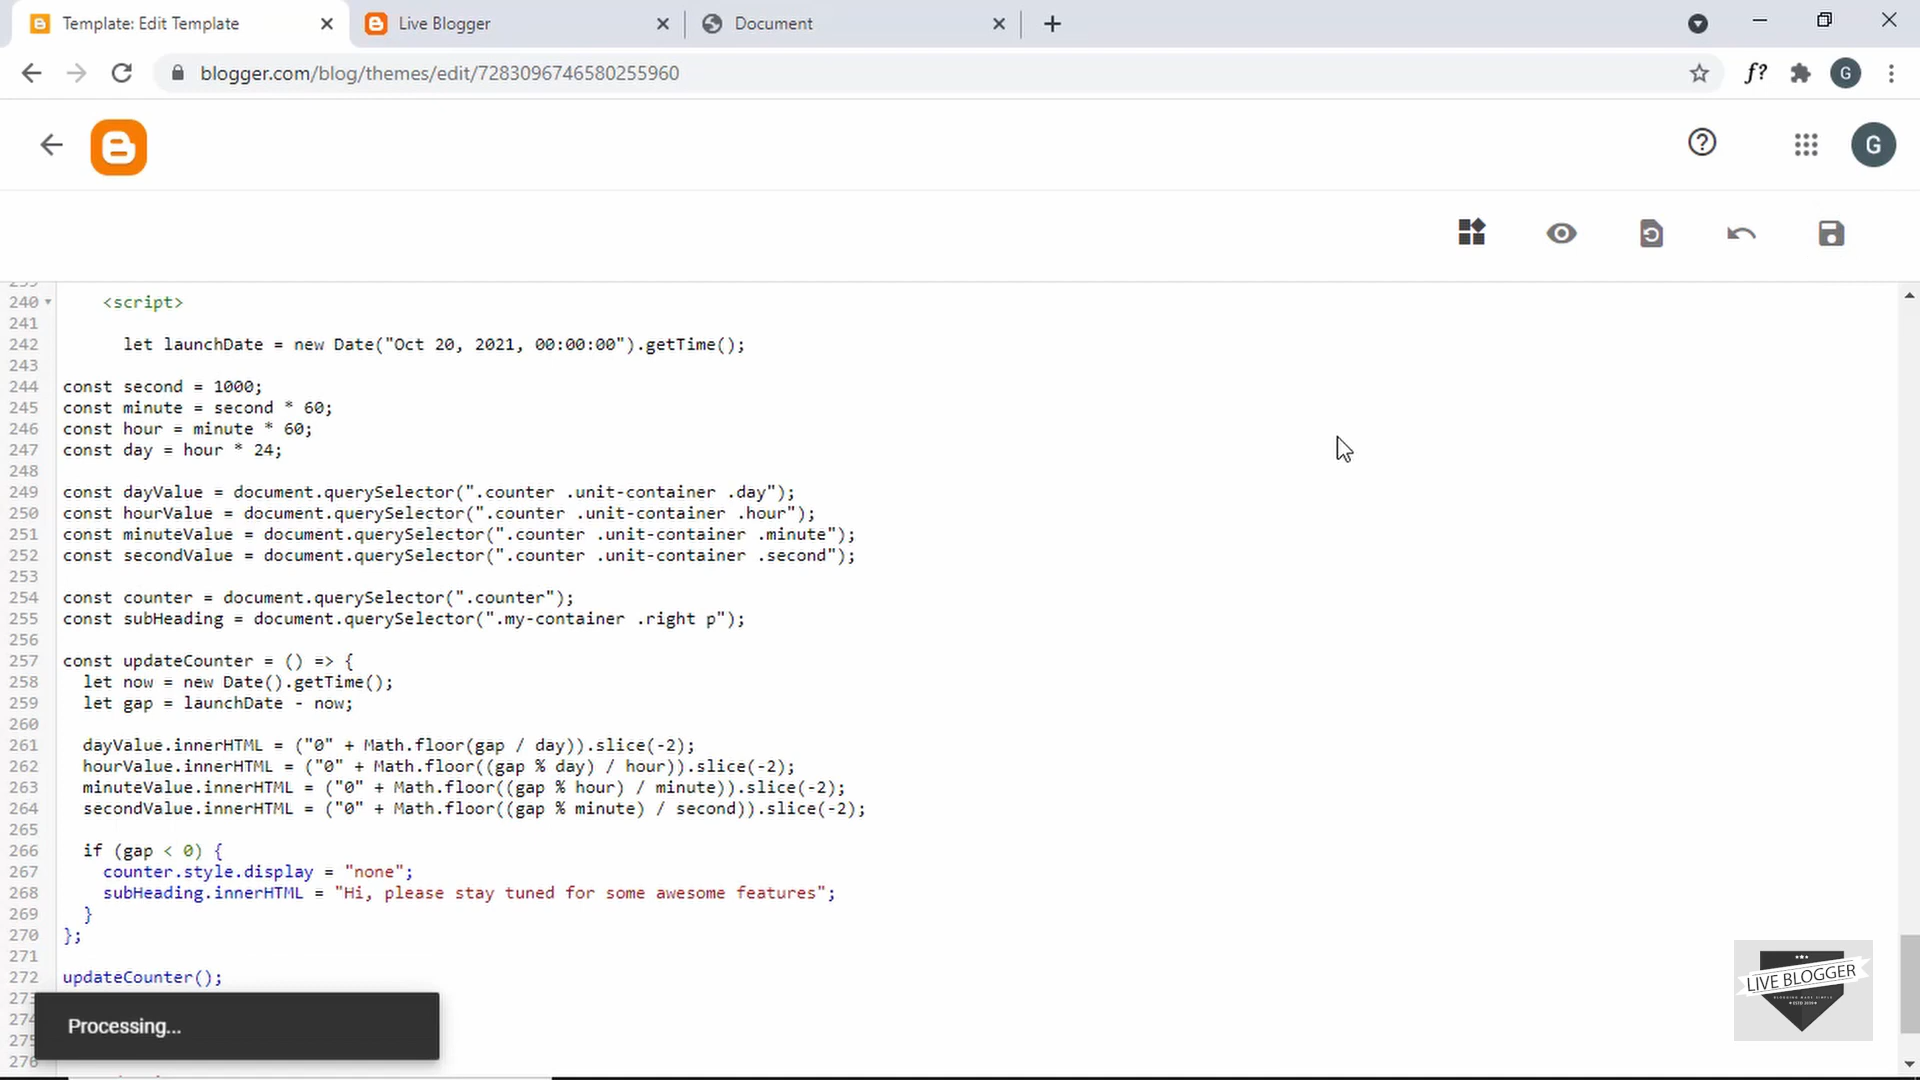 Template: Edit Template
Live Blogger
Document
blogger.com/blog/themes/edit/7283096746580255960
f?
G
G
240 <script>
241
242 let launchDate = new Date("Oct 20, 2021, 00:00:00").getTime();
243
244 const second = 1000;
245 const minute = second * 60;
246 const hour = minute * 60;
247 const day = hour * 24;
248
249 const dayValue = document.querySelector(".counter .unit-container .day");
250 const hourValue = document.querySelector(".counter .unit-container .hour");
251 const minuteValue = document.querySelector(".counter .unit-container .minute");
252 const secondValue = document.querySelector(".counter .unit-container .second");
253
254 const counter = document.querySelector(".counter");
255 const subHeading = document.querySelector(".my-container .right p");
256
257 const updateCounter = () => {
258 let now = new Date().getTime();
259 let gap = launchDate - now;
260
261 dayValue.innerHTML = ("0" + Math.floor(gap / day)).slice(-2);
262 hourValue.innerHTML = ("0" + Math.floor((gap % day) / hour)).slice(-2);
263 minuteValue.innerHTML = ("0" + Math.floor((gap % hour) / minute)).slice(-2);
264 secondValue.innerHTML = ("0" + Math.floor((gap % minute) / second)).slice(-2);
265
266 if (gap < 0) {
267 counter.style.display = "none";
268 subHeading.innerHTML = "Hi, please stay tuned for some awesome features";
269 }
270 };
271
272 updateCounter();
273
274
275
276
Processing...
LIVE BLOGGER